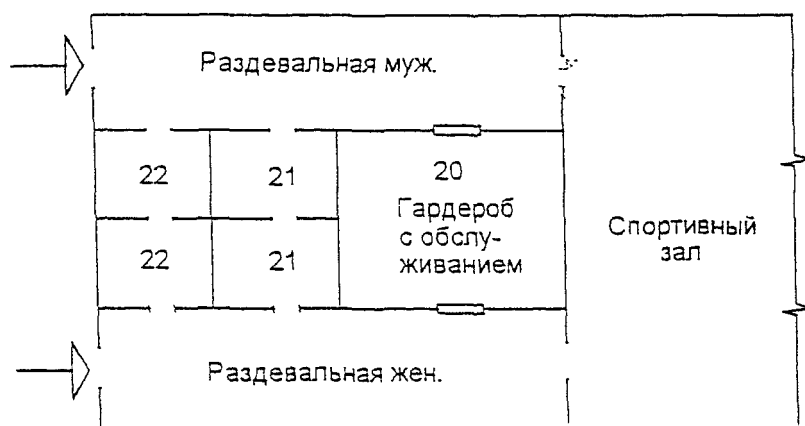 Раздевальная муж.
22
21
20
Гардероб
с обслу-
живанием
Спортивный
зал
22
21
Раздевальная жен.